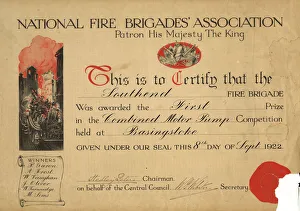 NATIONAL FIRE BRIGADES' ASSOCIATION
Patron His Majesty The King
This is to Certify that the
Southend FIRE BRIGADE
Was awarded the First Prize
in the Combined Motor Pump Competition
held at Basingstoke
GIVEN UNDER OUR SEAL THIS 8th DAY OF Sept 1922.
Chairman
on behalf of the Central Council. Secretary
WINNERS